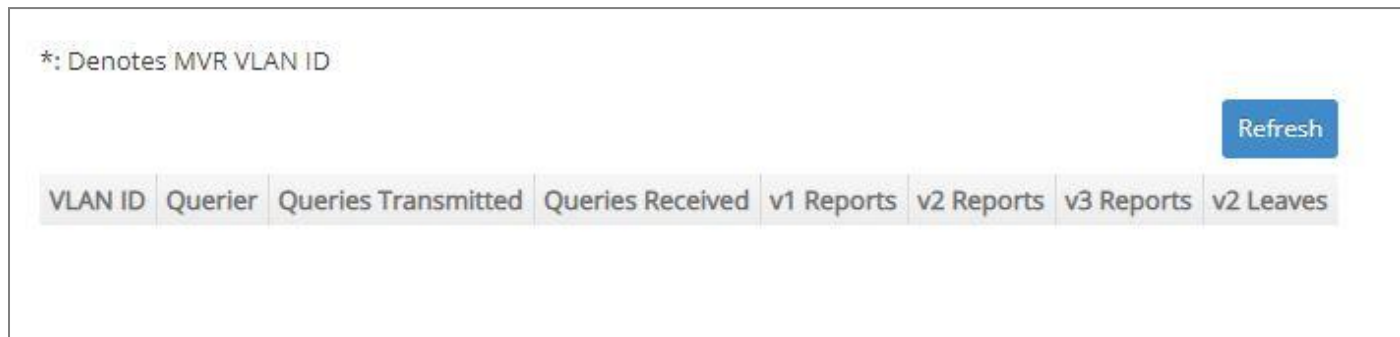 *: Denotes MVR VLAN ID
Refresh
VLAN ID Querier Queries Transmitted Queries Received v1 Reports v2 Reports v3 Reports v2 Leaves